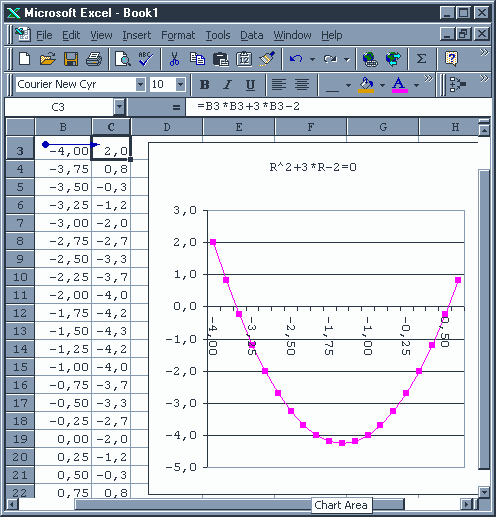 Microsoft Excel - Book1
File Edit View Insert Format Tools Data Window Help
Courier New Cyr 10 B I U A
C3 = =B3*B3+3*B3-2
B C D E F G H
3 -4,00 2,0
4 -3,75 0,8
5 -3,50 -0,3
6 -3,25 -1,2
7 -3,00 -2,0
8 -2,75 -2,7
9 -2,50 -3,3
10 -2,25 -3,7
11 -2,00 -4,0
12 -1,75 -4,2
13 -1,50 -4,3
14 -1,25 -4,2
15 -1,00 -4,0
16 -0,75 -3,7
17 -0,50 -3,3
18 -0,25 -2,7
19 0,00 -2,0
20 0,25 -1,2
21 0,50 -0,3
22 0,75 0,8
R^2+3*R-2=0
3,0
2,0
1,0
0,0
-1,0
-2,0
-3,0
-4,0
-5,0
-4,00 -3,25 -2,50 -1,75 -1,00 -0,25 0,50
Chart Area